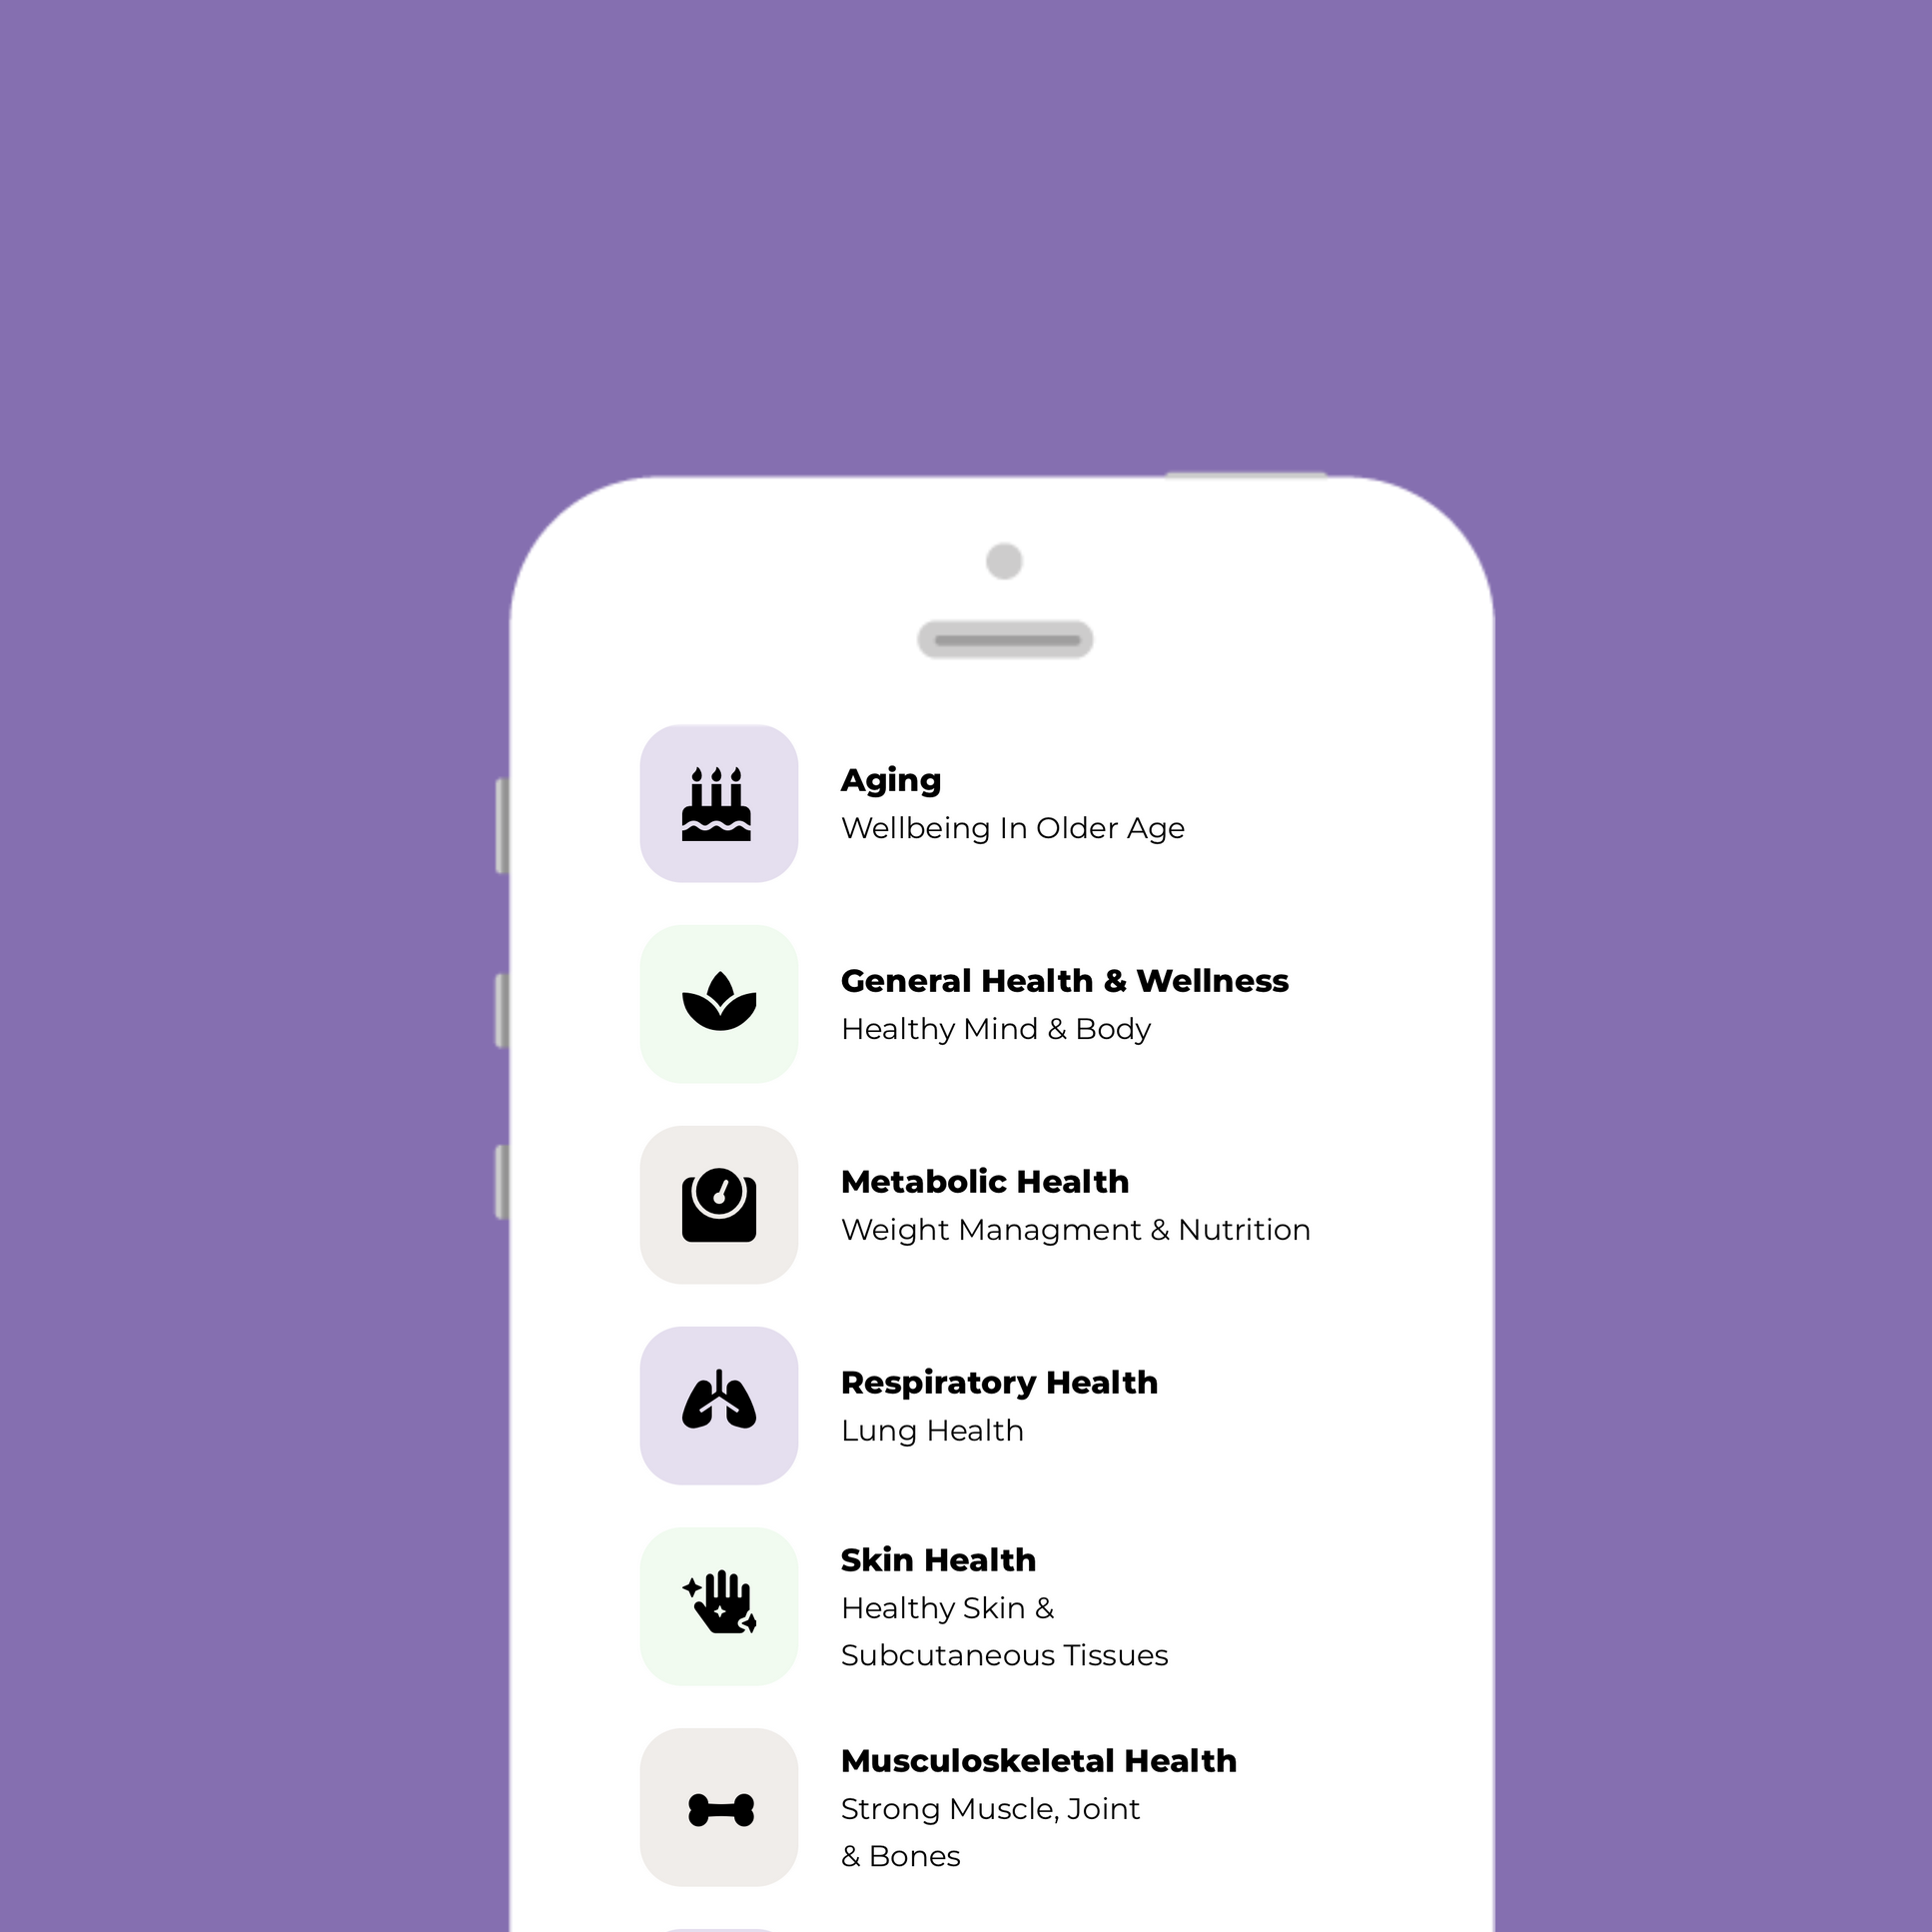 Aging
Wellbeing In Older Age
General Health & Wellness
Healthy Mind & Body
Metabolic Health
Weight Managment & Nutrition
Respiratory Health
Lung Health
Skin Health
Healthy Skin &
Subcutaneous Tissues
Musculoskeletal Health
Strong Muscle, Joint
& Bones